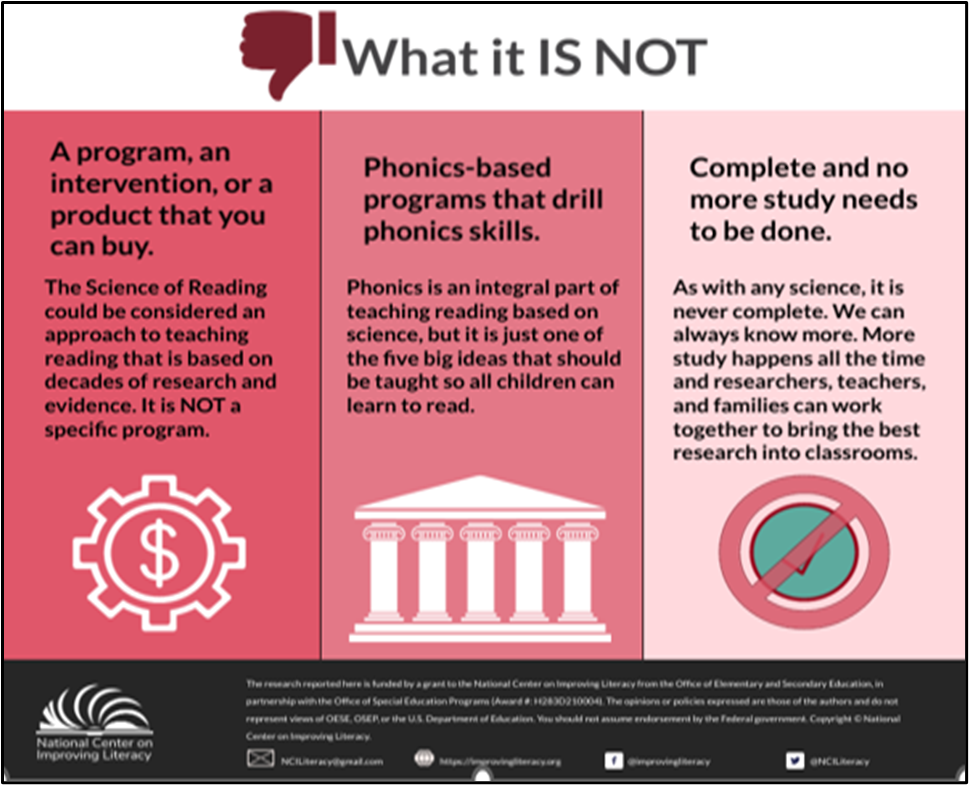 What it IS NOT
A program, an
intervention, or a
product that you
can buy.
The Science of Reading
could be considered an
approach to teaching
reading that is based on
decades of research and
evidence. It is NOT a
specific program.
$
Phonics-based
programs that drill
phonics skills.
Phonics is an integral part of
teaching reading based on
science, but it is just one of
the five big ideas that should
be taught so all children can
learn to read.
Complete and no
more study needs
to be done.
As with any science, it is
never complete. We can
always know more. More
study happens all the time
and researchers, teachers,
and families can work
together to bring the best
research into classrooms.
National Center on
Improving Literacy
The research reported here is funded by a grant to the National Center on Improving Literacy from the Office of Elementary and Secondary Education, in
partnership with the Office of Special Education Programs (Award #: H283D210004). The opinions or policies expressed are those of the authors and do not
represent views of OESE, OSEP, or the U.S. Department of Education. You should not assume endorsement by the Federal government. Copyright © National
Center on Improving Literacy.
NCILiteracy@gmail.com
https://improvingliteracy.org
@improvingliteracy
@NCILiteracy